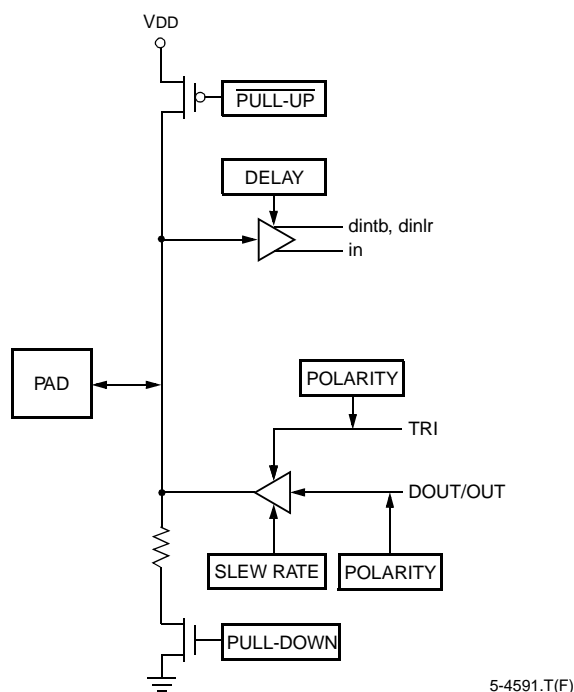 VDD
PULL-UP
DELAY
dintb, dinlr
in
PAD
POLARITY
TRI
DOUT/OUT
SLEW RATE
POLARITY
PULL-DOWN
5-4591.T(F)